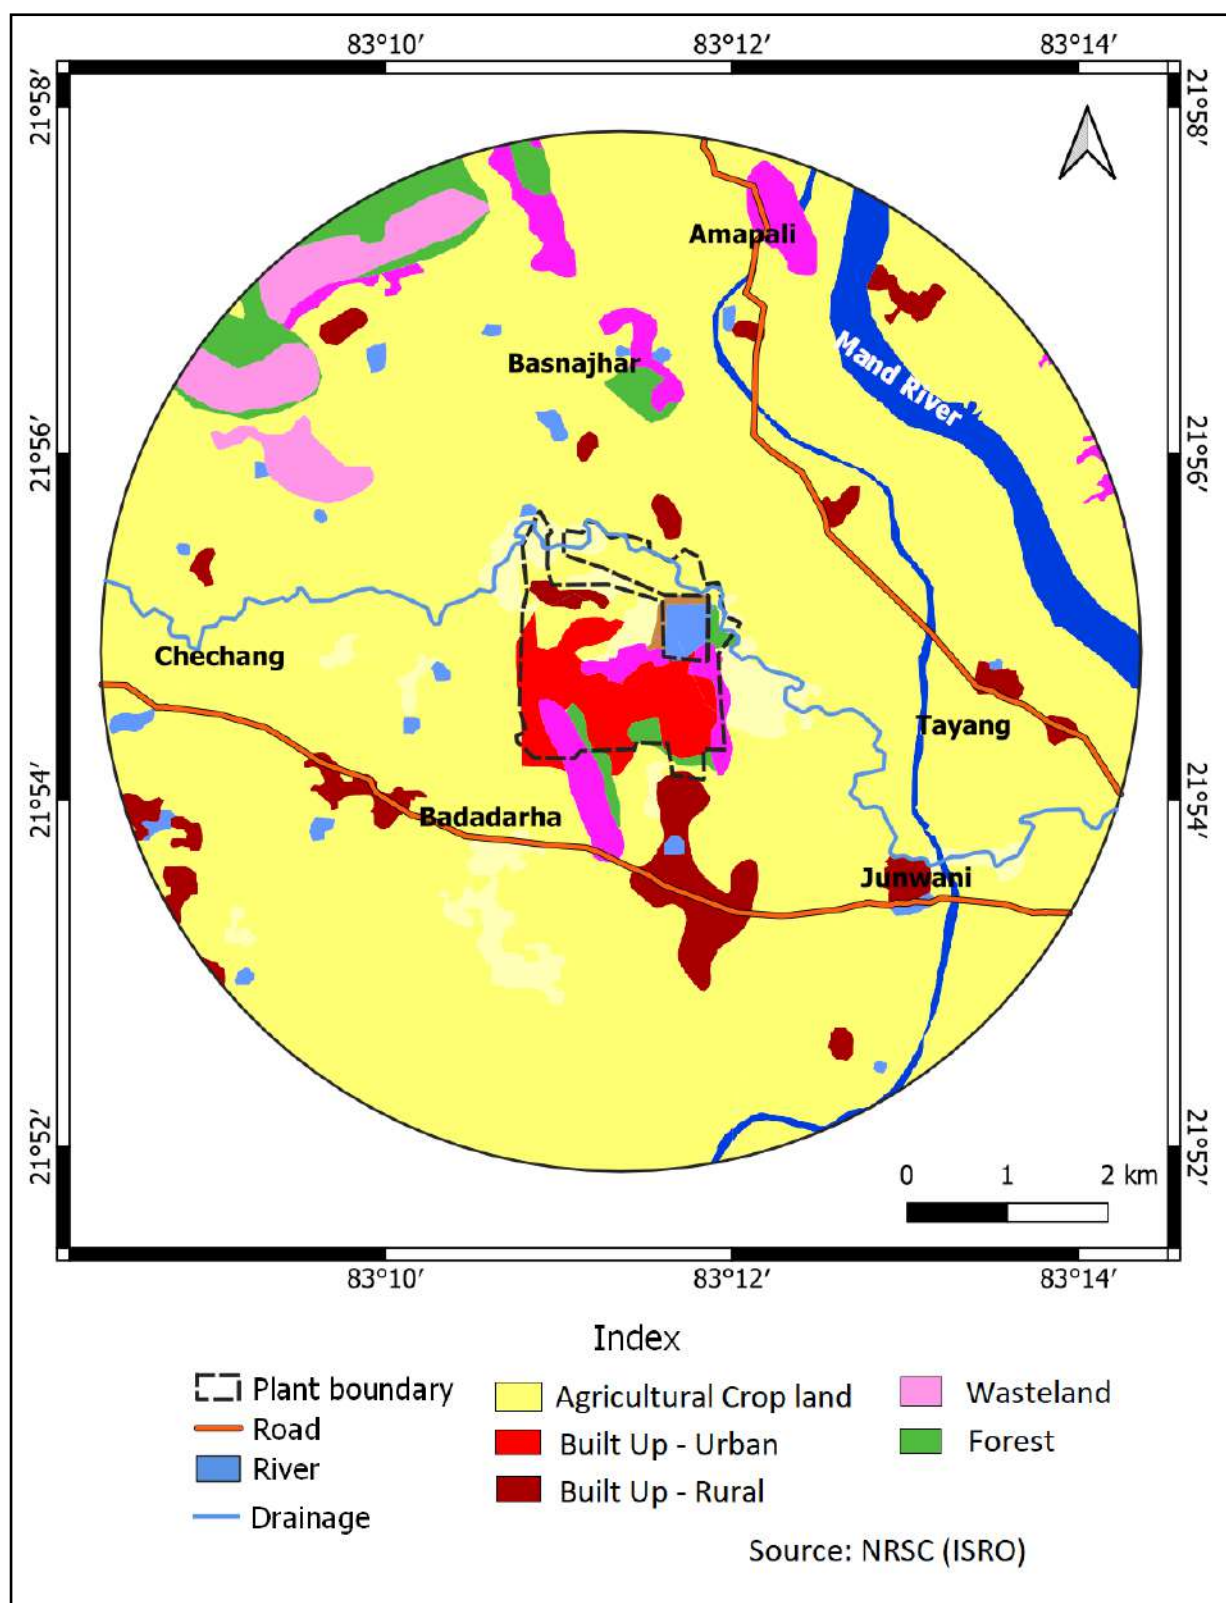 83°10′ 83°12′ 83°14′
21°58′ 21°58′
Amapali
Mand River
Basnajhar
21°56′ 21°56′
Chechang
Tayang
21°54′ 21°54′
Badadarha
Junwani
21°52′ 21°52′
0 1 2 km
83°10′ 83°12′ 83°14′
Index
Plant boundary
Road
River
Drainage
Agricultural Crop land
Built Up - Urban
Built Up - Rural
Wasteland
Forest
Source: NRSC (ISRO)